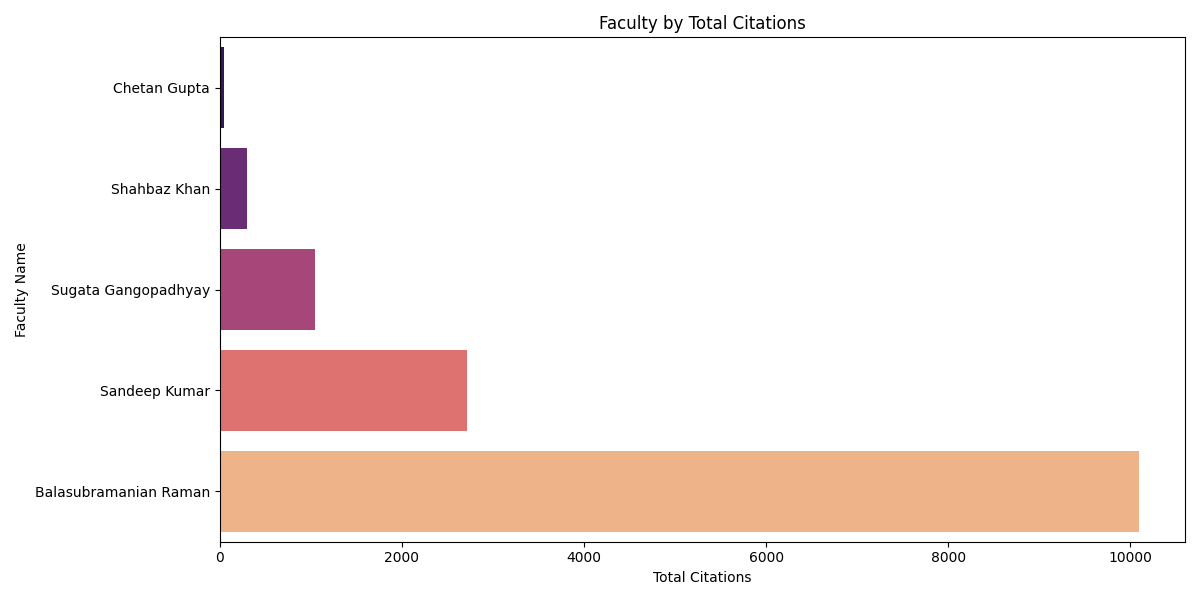 Faculty by Total Citations
Faculty Name
Chetan Gupta
Shahbaz Khan
Sugata Gangopadhyay
Sandeep Kumar
Balasubramanian Raman
0 2000 4000 6000 8000 10000
Total Citations